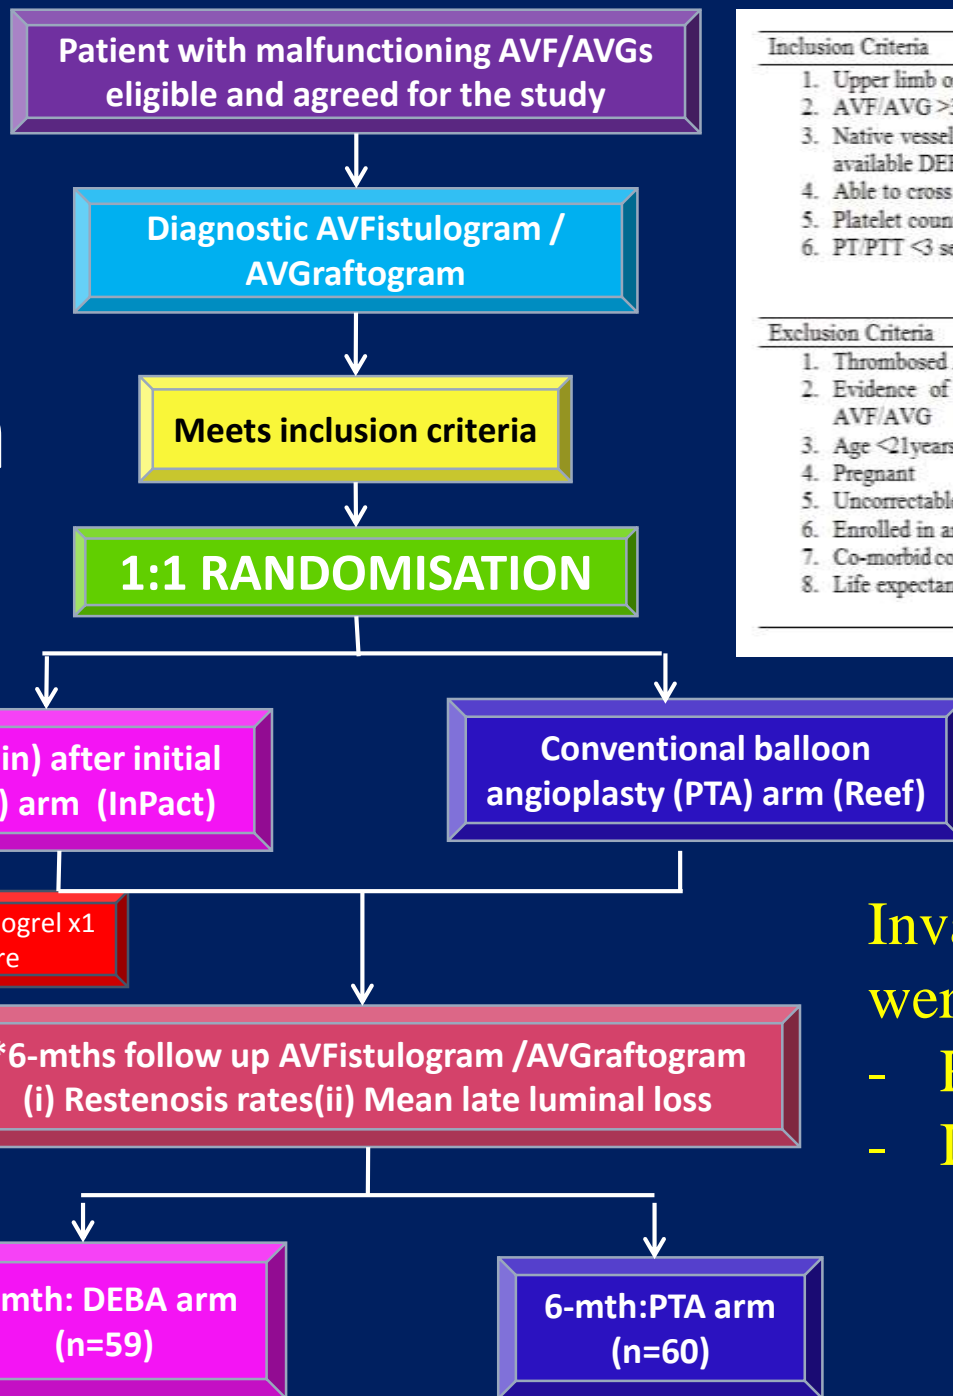 Patient with malfunctioning AVF/AVGs
eligible and agreed for the study
Diagnostic AVFistulogram /
AVGraftogram
Meets inclusion criteria
1:1 RANDOMISATION
in) after initial
) arm (InPact)
Conventional balloon
angioplasty (PTA) arm (Reef)
ogrel x1
re
*6-mths follow up AVFistulogram /AVGraftogram
(i) Restenosis rates(ii) Mean late luminal loss
mth: DEBA arm
(n=59)
6-mth:PTA arm
(n=60)
Inclusion Criteria
1. Upper limb
2. AVF/AVG >
3. Native vessel
available
4. Able to cross
5. Platelet
6. PT/PTT <3
Exclusion Criteria
1. Thrombosed
2. Evidence of
AVF/AVG
3. Age <21years
4. Pregnant
5.
6. Enrolled in
7. Co-morbid
8. Life
-
-